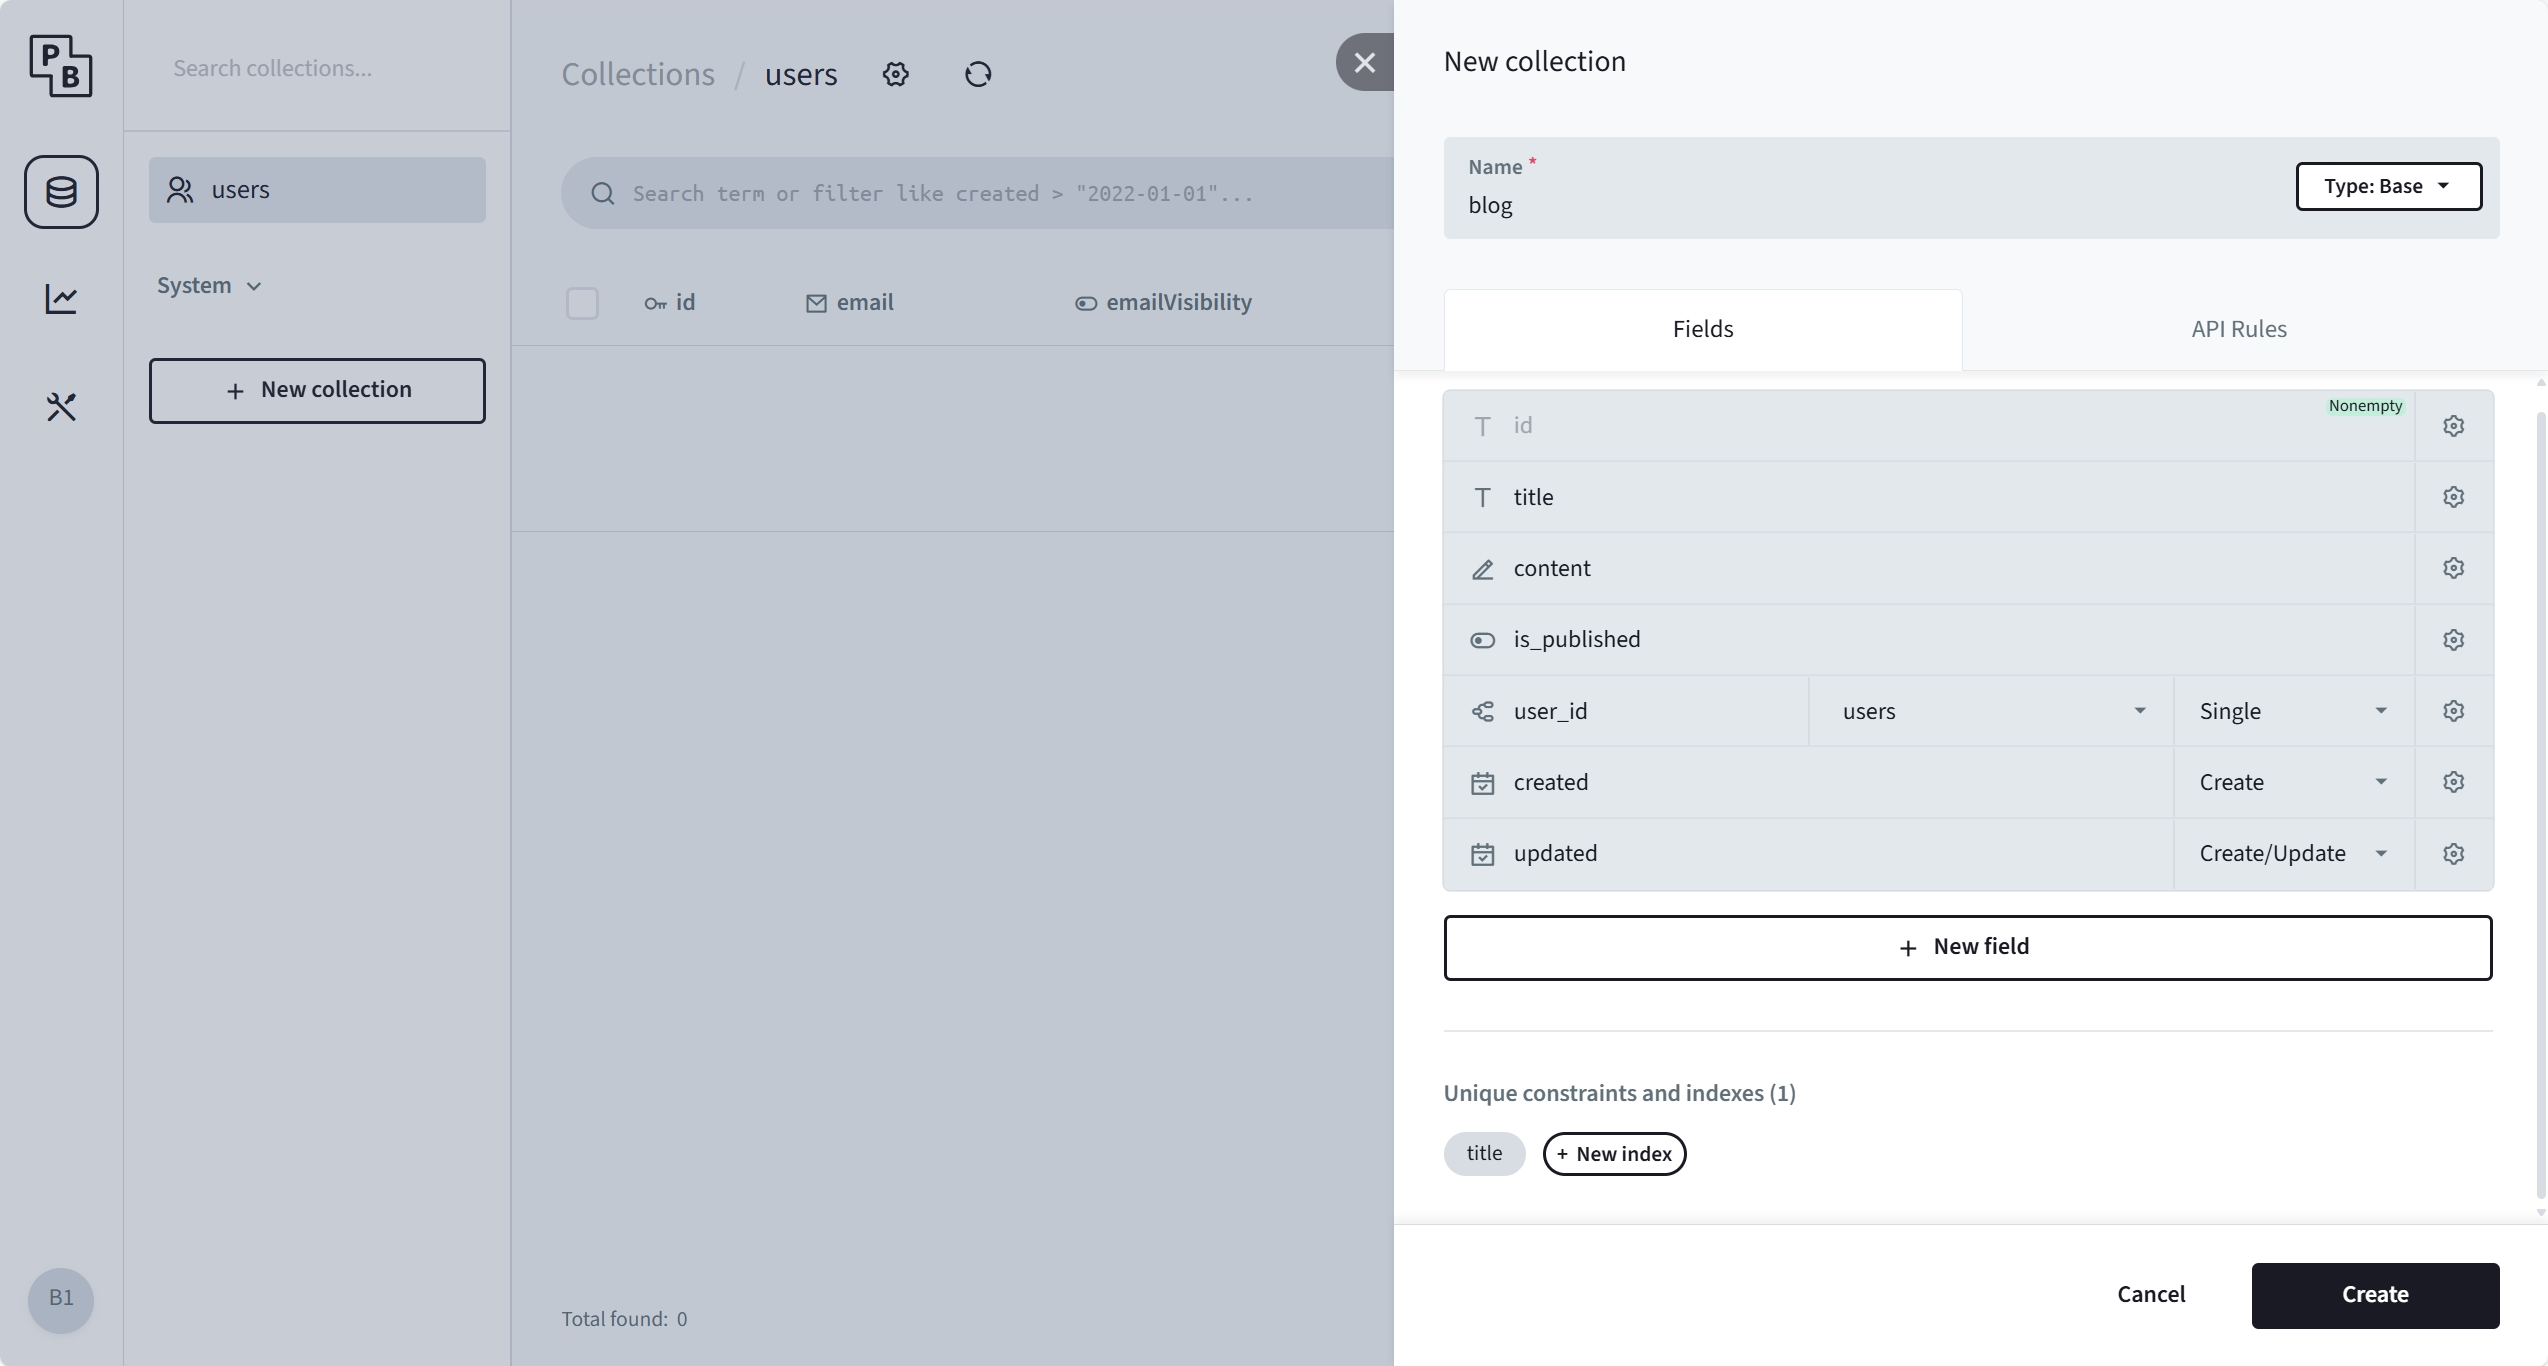 P
B
Search collections...
users
System
+ New collection
B1
Collections / users
Search term or filter like created > "2022-01-01"...
id
email
emailVisibility
Total found: 0
New collection
Name *
blog
Type: Base
Fields
API Rules
id
Nonempty
title
content
is_published
user_id
users
Single
created
Create
updated
Create/Update
+ New field
Unique constraints and indexes (1)
title
+ New index
Cancel
Create